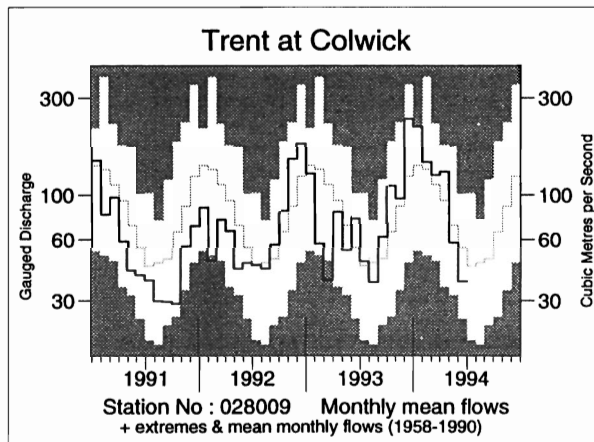 Trent at Colwick
Gauged Discharge
300
100
60
30
300
100
60
30
Cubic Metres per Second
1991 1992 1993 1994
Station No : 028009 Monthly mean flows
+ extremes & mean monthly flows (1958-1990)